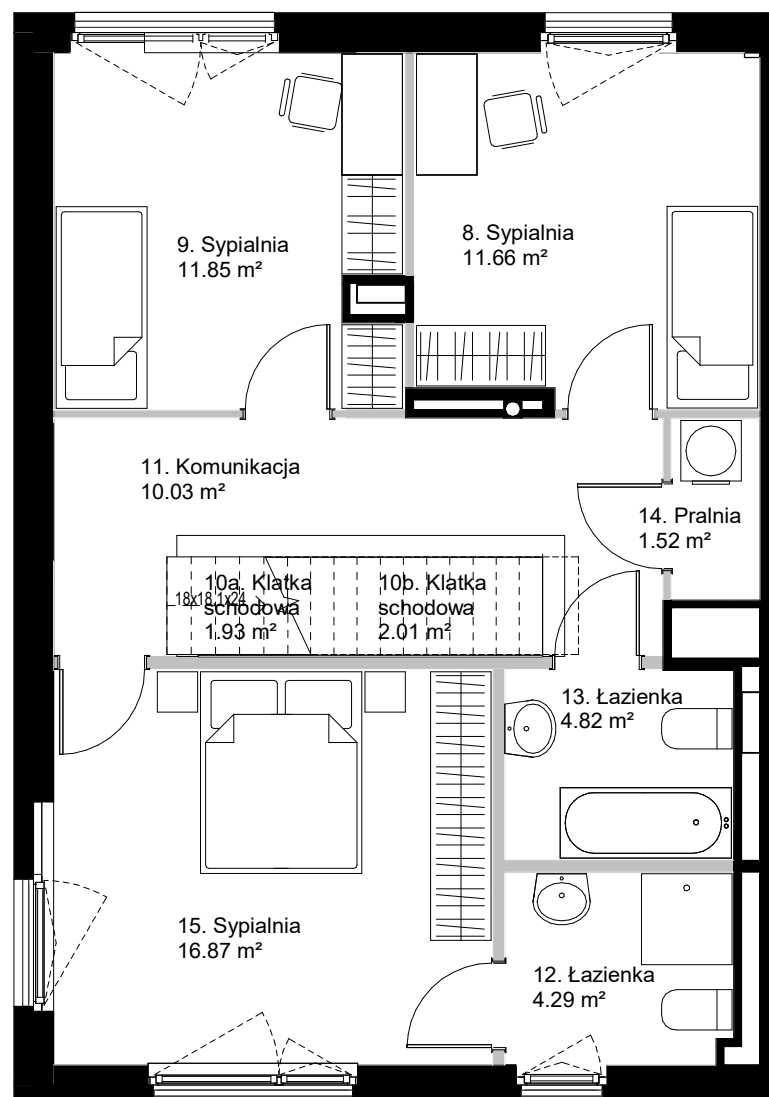 9. Sypialnia
11.85 m²
8. Sypialnia
11.66 m²
11. Komunikacja
10.03 m²
14. Pralnia
1.52 m²
10a. Klatka
schodowa
1.93 m²
18x18.1x24
10b. Klatka
schodowa
2.01 m²
13. Łazienka
4.82 m²
15. Sypialnia
16.87 m²
12. Łazienka
4.29 m²